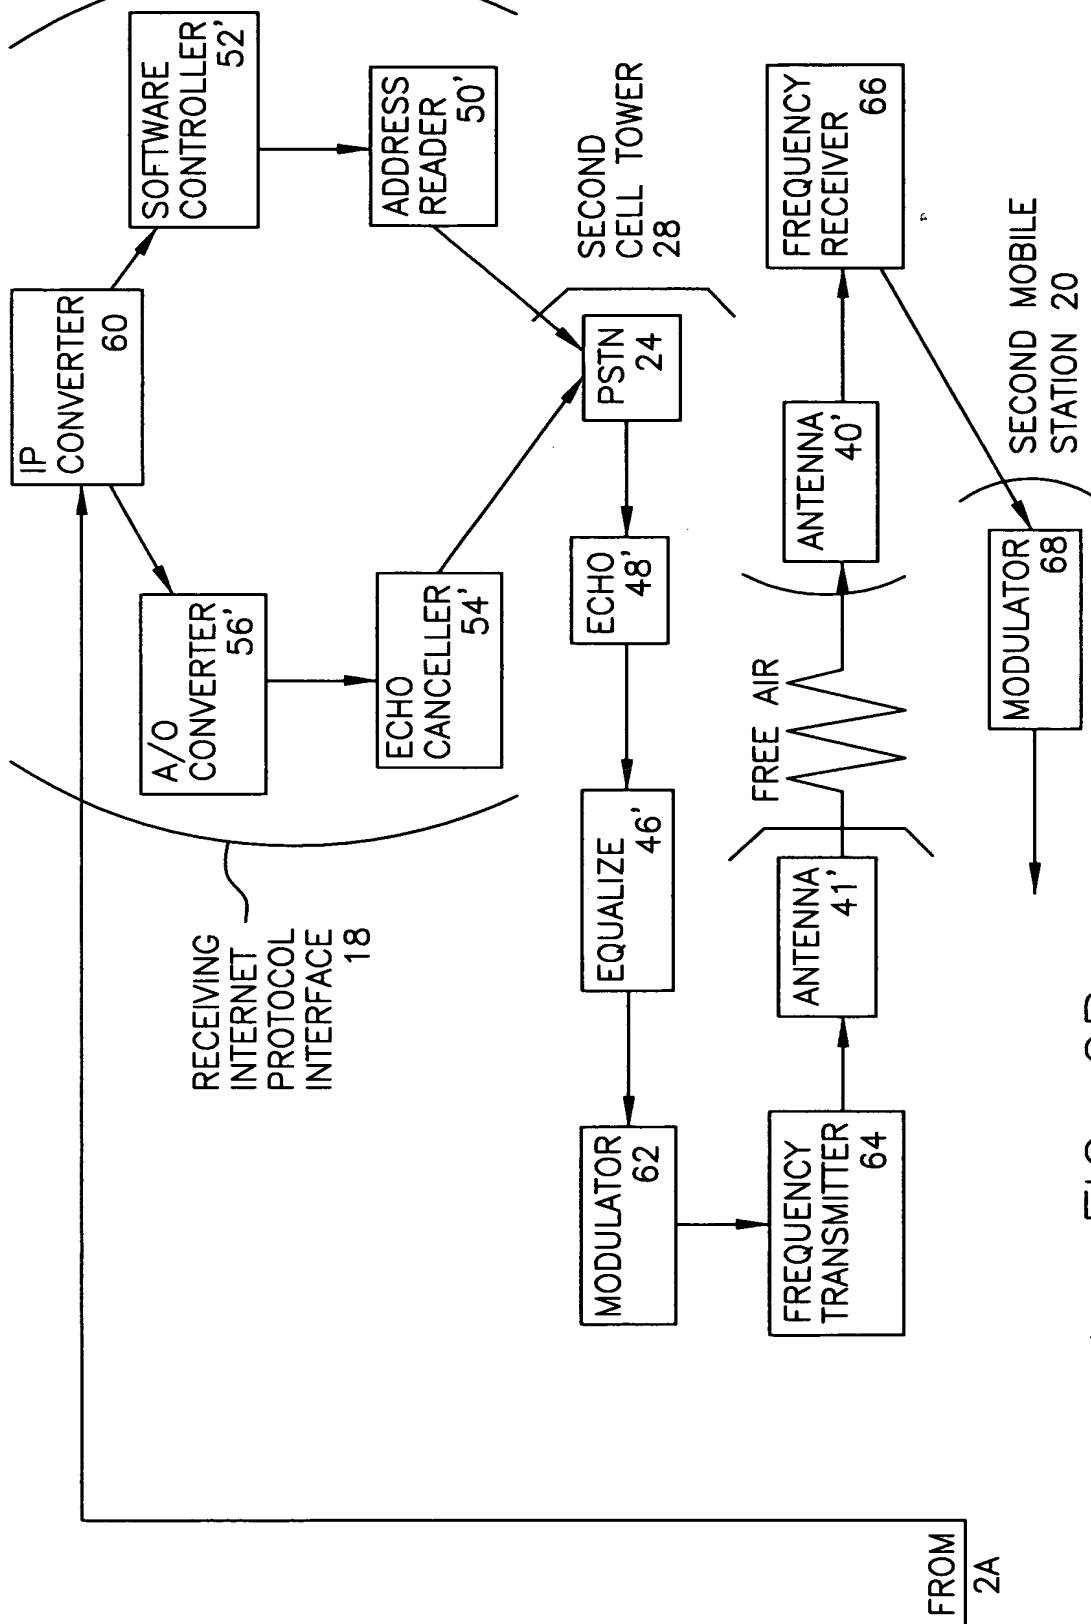 FROM
2A
IP
CONVERTER
60
SOFTWARE
CONTROLLER
52'
ADDRESS
READER
50'
A/O
CONVERTER
56'
ECHO
CANCELLER
54'
RECEIVING
INTERNET
PROTOCOL
INTERFACE
18
SECOND
CELL TOWER
28
PSTN
24
ECHO
48'
EQUALIZE
46'
MODULATOR
62
FREQUENCY
TRANSMITTER
64
ANTENNA
41'
FREE AIR
ANTENNA
40'
FREQUENCY
RECEIVER
66
MODULATOR
68
SECOND MOBILE
STATION 20